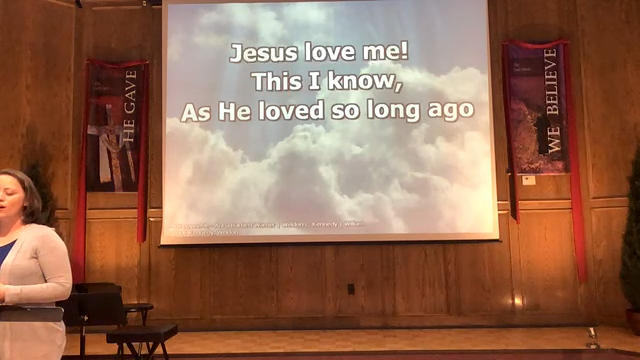 Jesus love me!
This I know,
As He loved so long ago
HE GAVE
WE BELIEVE